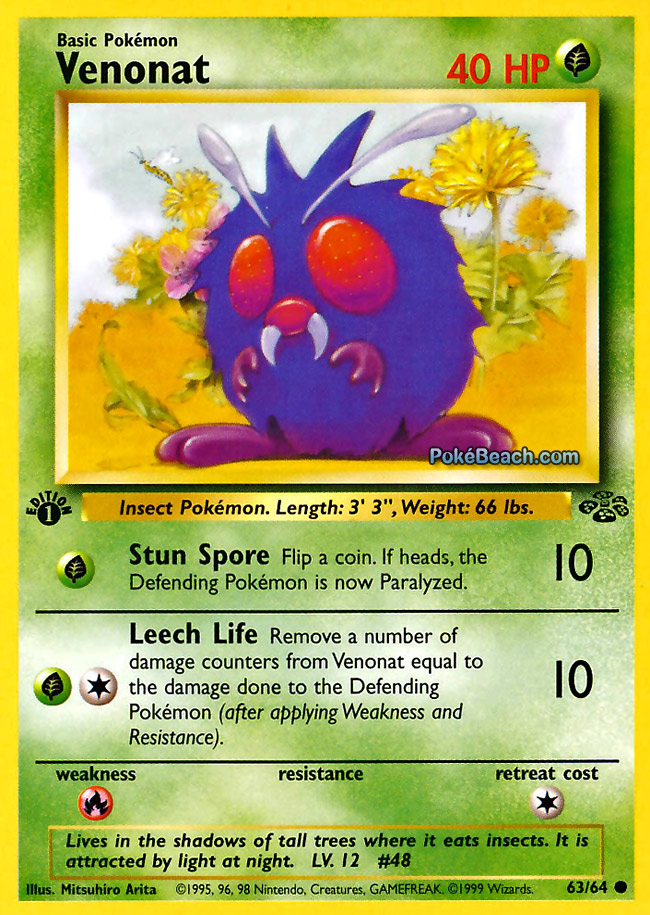 Basic Pokémon
Venonat 40 HP
PokéBeach.com
EDITION 1
Insect Pokémon. Length: 3' 3", Weight: 66 lbs.
Stun Spore Flip a coin. If heads, the 10
Defending Pokémon is now Paralyzed.
Leech Life Remove a number of
damage counters from Venonat equal to
the damage done to the Defending 10
Pokémon (after applying Weakness and
Resistance).
weakness resistance retreat cost
Lives in the shadows of tall trees where it eats insects. It is
attracted by light at night. LV. 12 #48
Illus. Mitsuhiro Arita ©1995, 96, 98 Nintendo, Creatures, GAMEFREAK. ©1999 Wizards. 63/64